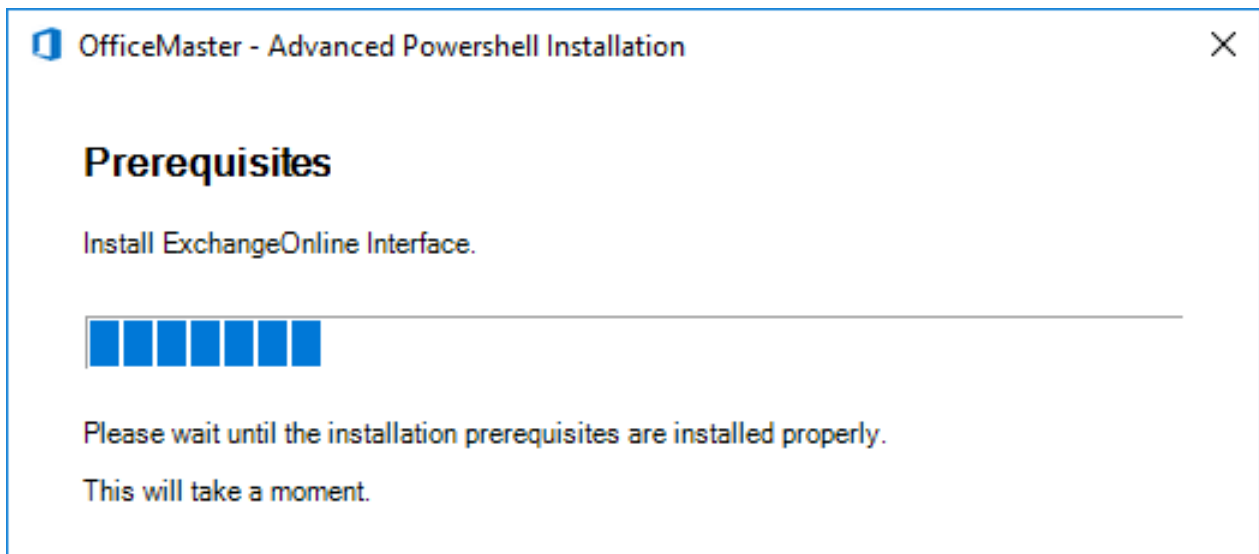 OfficeMaster - Advanced Powershell Installation
Prerequisites
Install ExchangeOnline Interface.
Please wait until the installation prerequisites are installed properly.
This will take a moment.